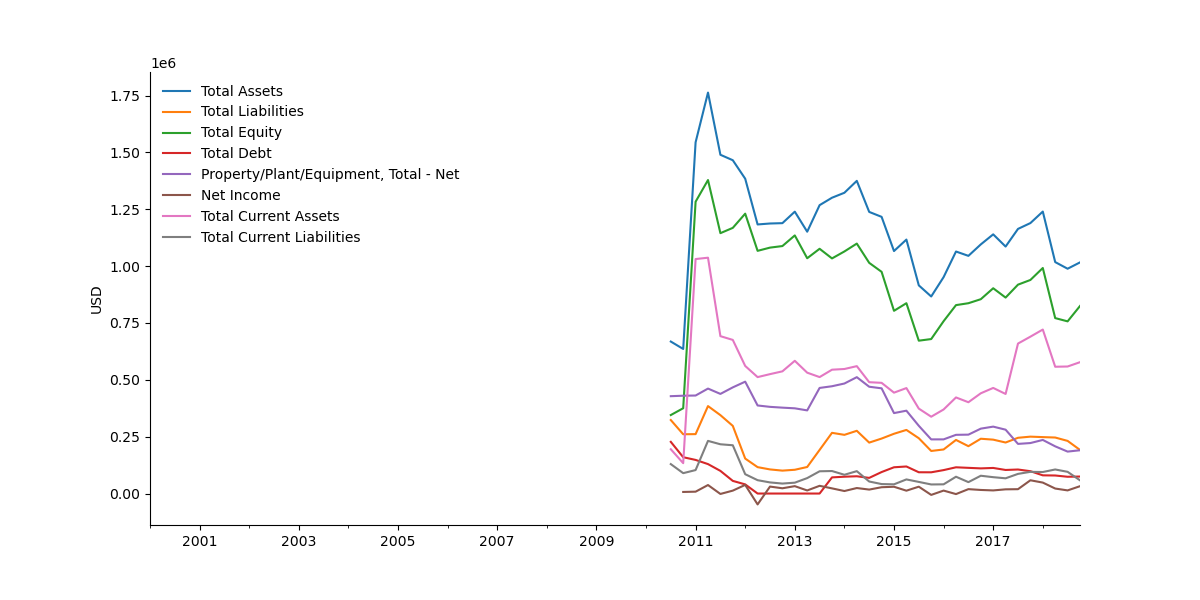 1e6
1.75
1.50
1.25
1.00
0.75
0.50
0.25
0.00
USD
Total Assets
Total Liabilities
Total Equity
Total Debt
Property/Plant/Equipment, Total - Net
Net Income
Total Current Assets
Total Current Liabilities
2001 2003 2005 2007 2009 2011 2013 2015 2017